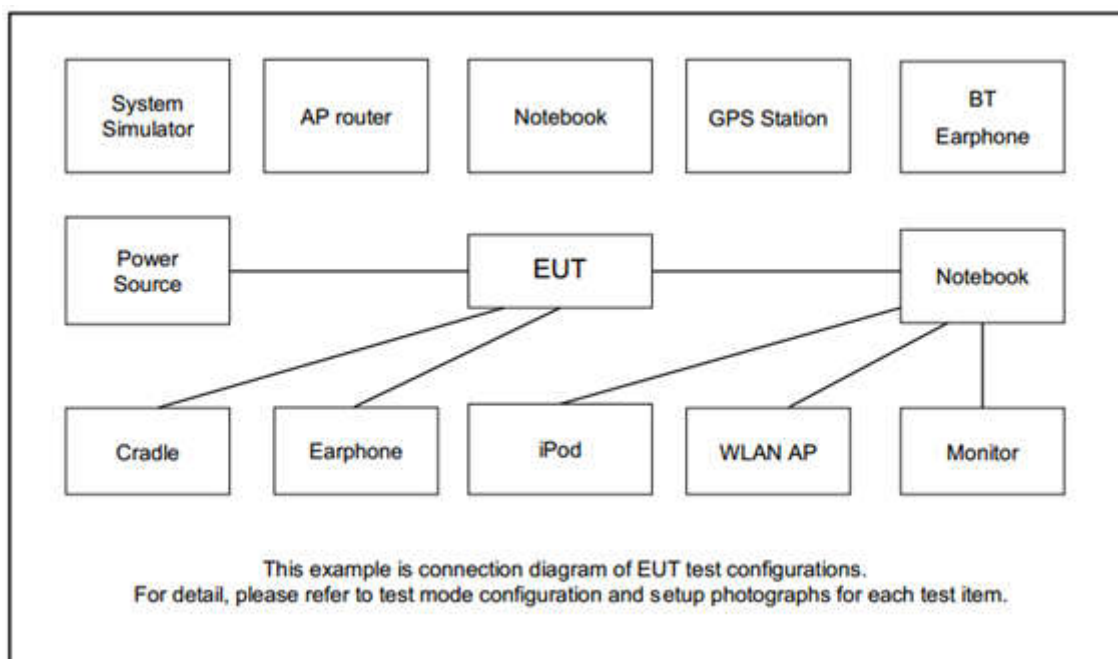 System
Simulator
AP router
Notebook
GPS Station
BT
Earphone
Power
Source
EUT
Notebook
Cradle
Earphone
iPod
WLAN AP
Monitor
This example is connection diagram of EUT test configurations.
For detail, please refer to test mode configuration and setup photographs for each test item.